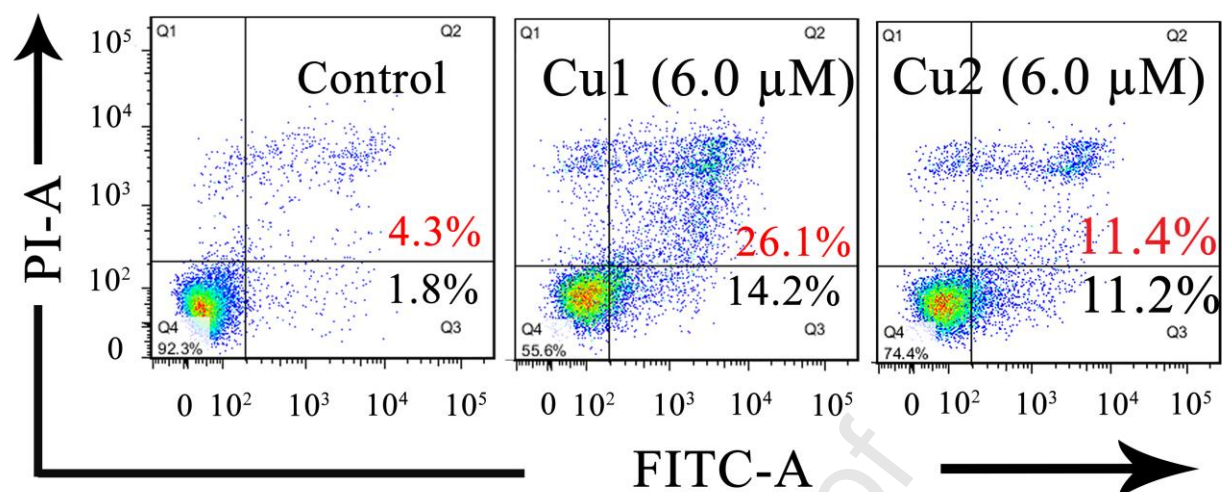 PI-A
10⁵
10⁴
10³
10²
0
Q1
Q2
Control
4.3%
1.8%
Q4
92.3%
Q3
0 10² 10³ 10⁴ 10⁵
Q1
Q2
Cu1 (6.0 µM)
26.1%
14.2%
Q4
55.6%
Q3
0 10² 10³ 10⁴ 10⁵
Q1
Q2
Cu2 (6.0 µM)
11.4%
11.2%
Q4
74.4%
Q3
0 10² 10³ 10⁴ 10⁵
FITC-A